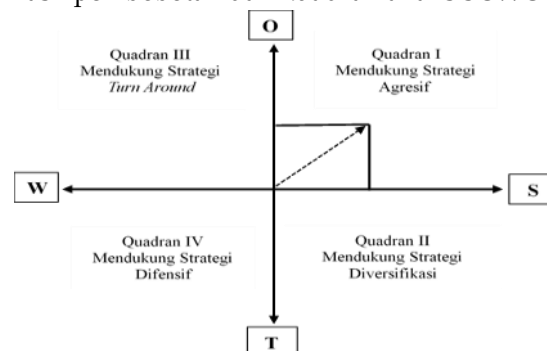 O
Quadran III
Mendukung Strategi
Turn Around
Quadran I
Mendukung Strategi
Agresif
W
S
Quadran IV
Mendukung Strategi
Difensif
Quadran II
Mendukung Strategi
Diversifikasi
T